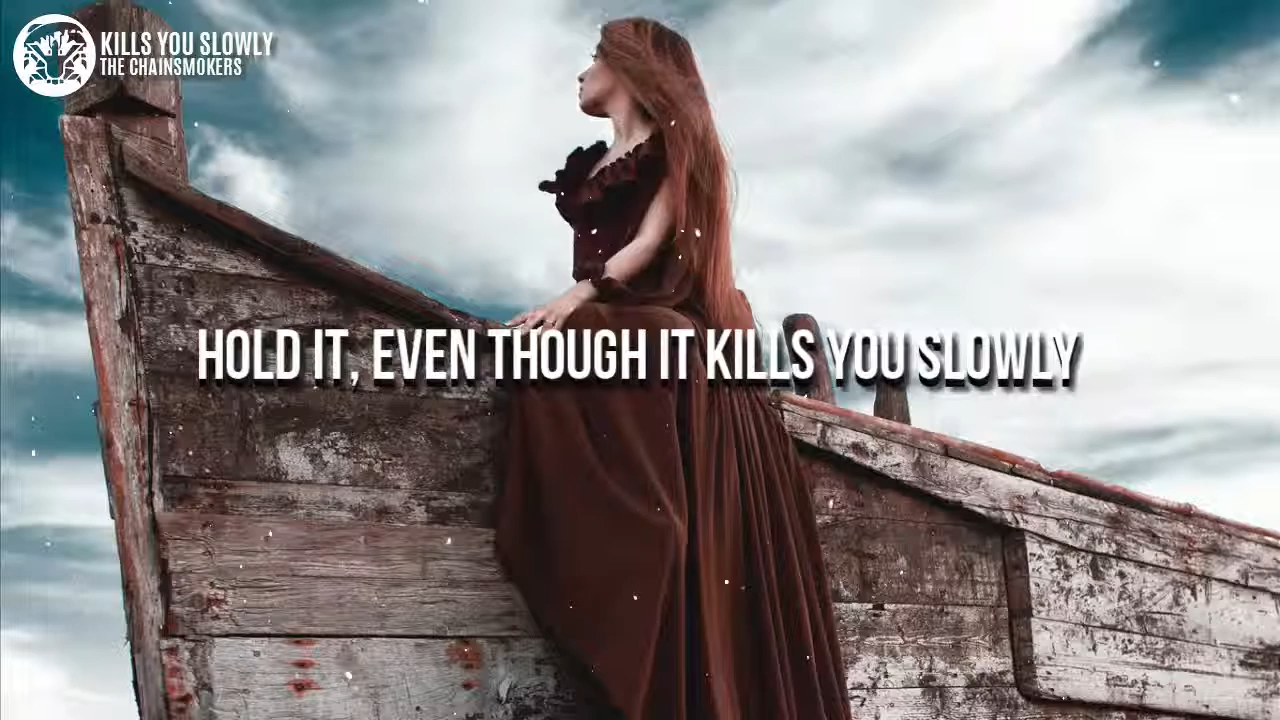 KILLS YOU SLOWLY
THE CHAINSMOKERS
HOLD IT, EVEN THOUGH IT KILLS YOU SLOWLY